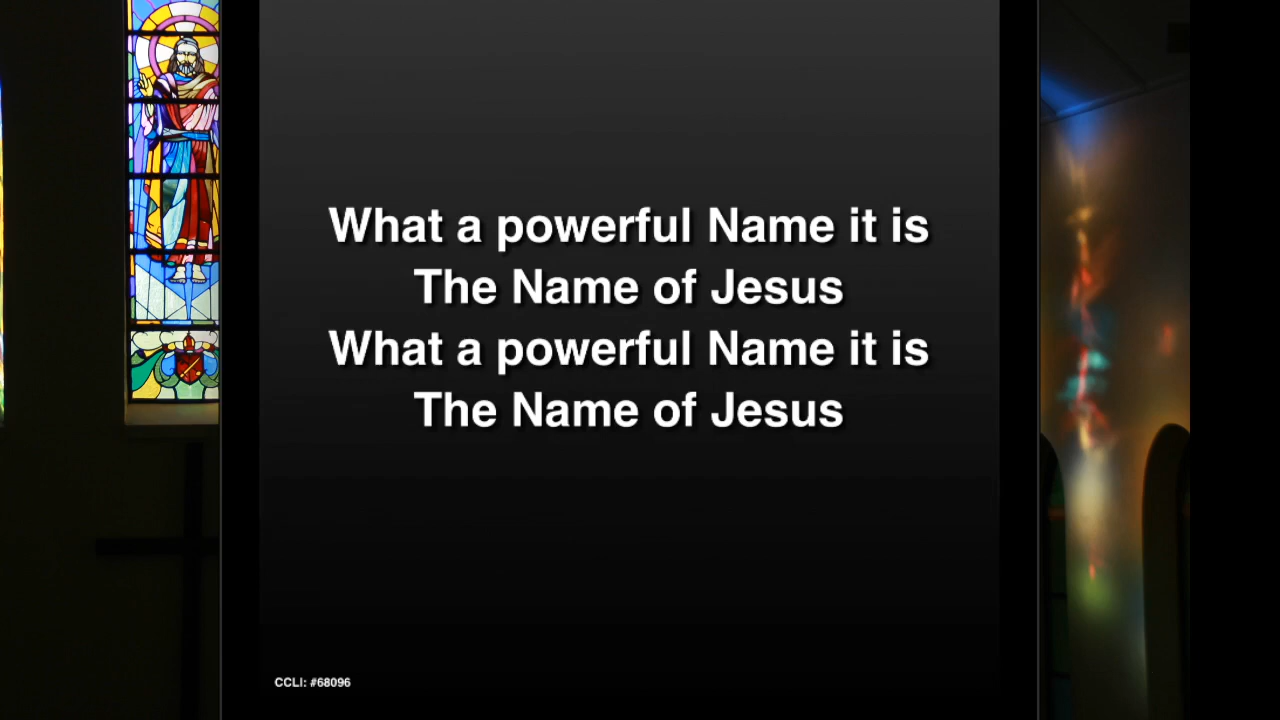 What a powerful Name it is
The Name of Jesus
What a powerful Name it is
The Name of Jesus
CCLI: #68096